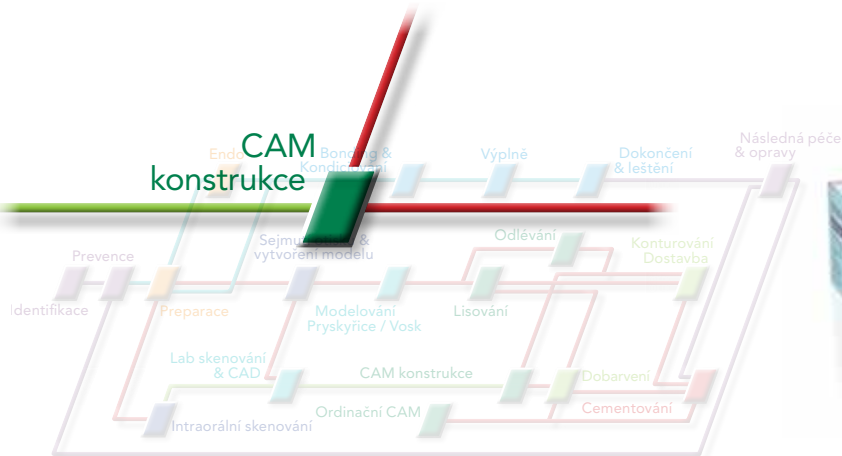 CAM
konstrukce
Endo
Bonding &
Kondicionování
Výplně
Dokončení
& leštění
Následná péče
& opravy
Prevence
Sejmutí otisku &
vytvoření modelu
Odlévání
Konturování
Dostavba
Identifikace
Preparace
Modelování
Pryskyřice / Vosk
Lisování
Lab skenování
& CAD
CAM konstrukce
Dobarvení
Intraorální skenování
Ordinační CAM
Cementování